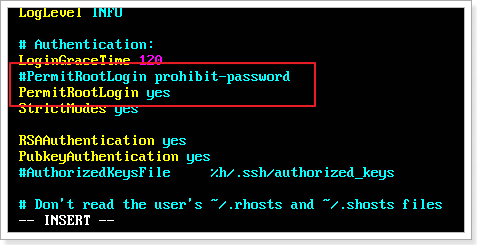 LogLevel INFO
# Authentication:
LoginGraceTime 120
#PermitRootLogin prohibit-password
PermitRootLogin yes
StrictModes yes
RSAAuthentication yes
PubkeyAuthentication yes
#AuthorizedKeysFile     %h/.ssh/authorized_keys
# Don't read the user's ~/.rhosts and ~/.shosts files
-- INSERT --